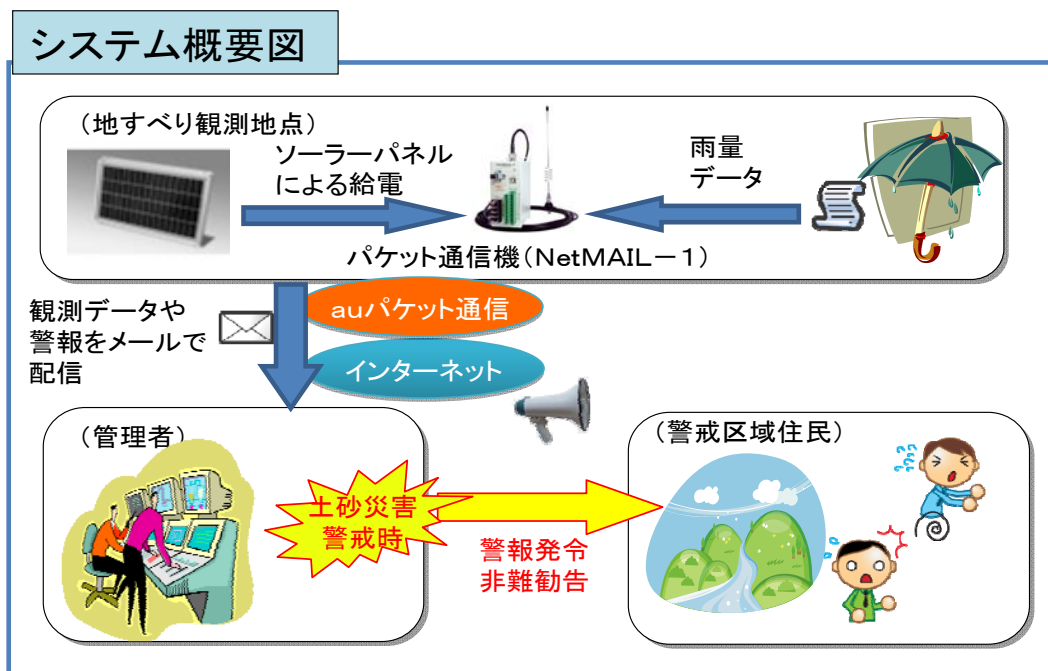 システム概要図
（地すべり観測地点）
ソーラーパネル
による給電
雨量
データ
パケット通信機（NetMAIL－1）
観測データや
警報をメールで
配信
auパケット通信
インターネット
（管理者）
土砂災害
警戒時
警報発令
非難勧告
（警戒区域住民）